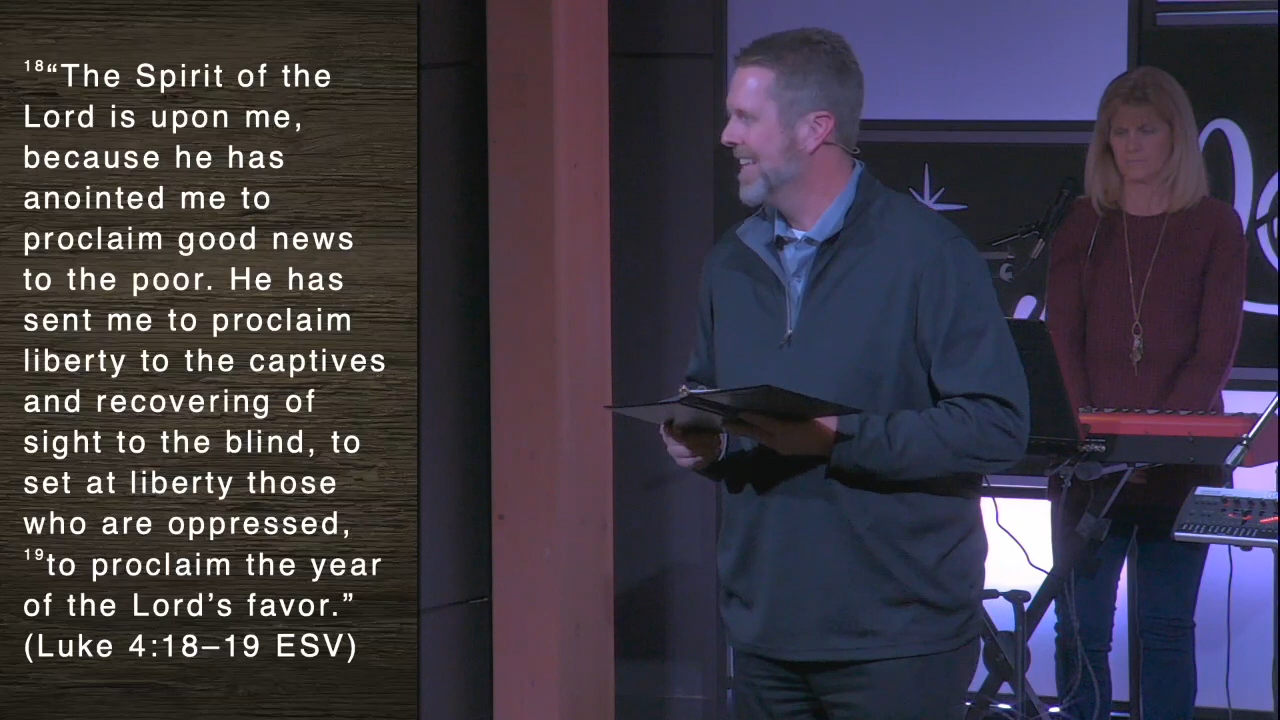 ¹⁸“The Spirit of the
Lord is upon me,
because he has
anointed me to
proclaim good news
to the poor. He has
sent me to proclaim
liberty to the captives
and recovering of
sight to the blind, to
set at liberty those
who are oppressed,
¹⁹to proclaim the year
of the Lord’s favor.”
(Luke 4:18–19 ESV)